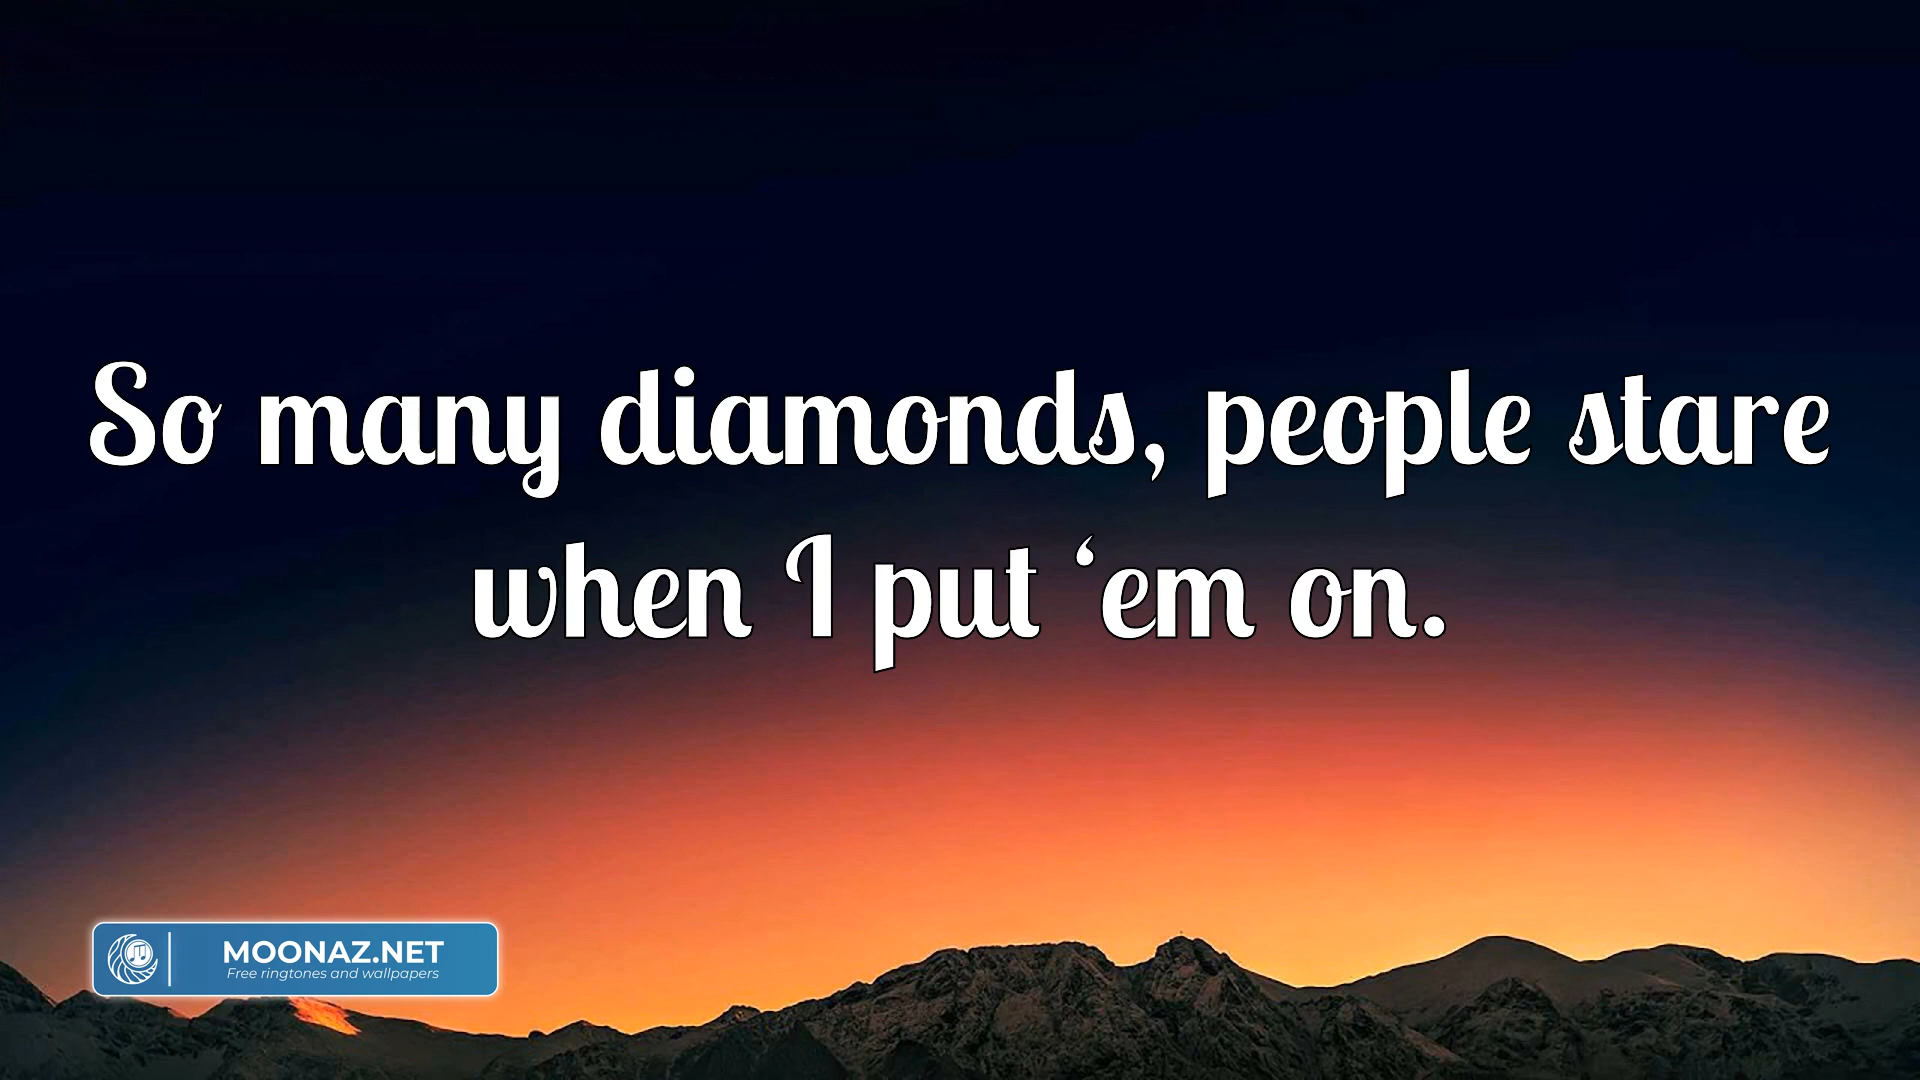 So many diamonds, people stare
when I put ‘em on.
MOONAZ.NET
Free ringtones and wallpapers